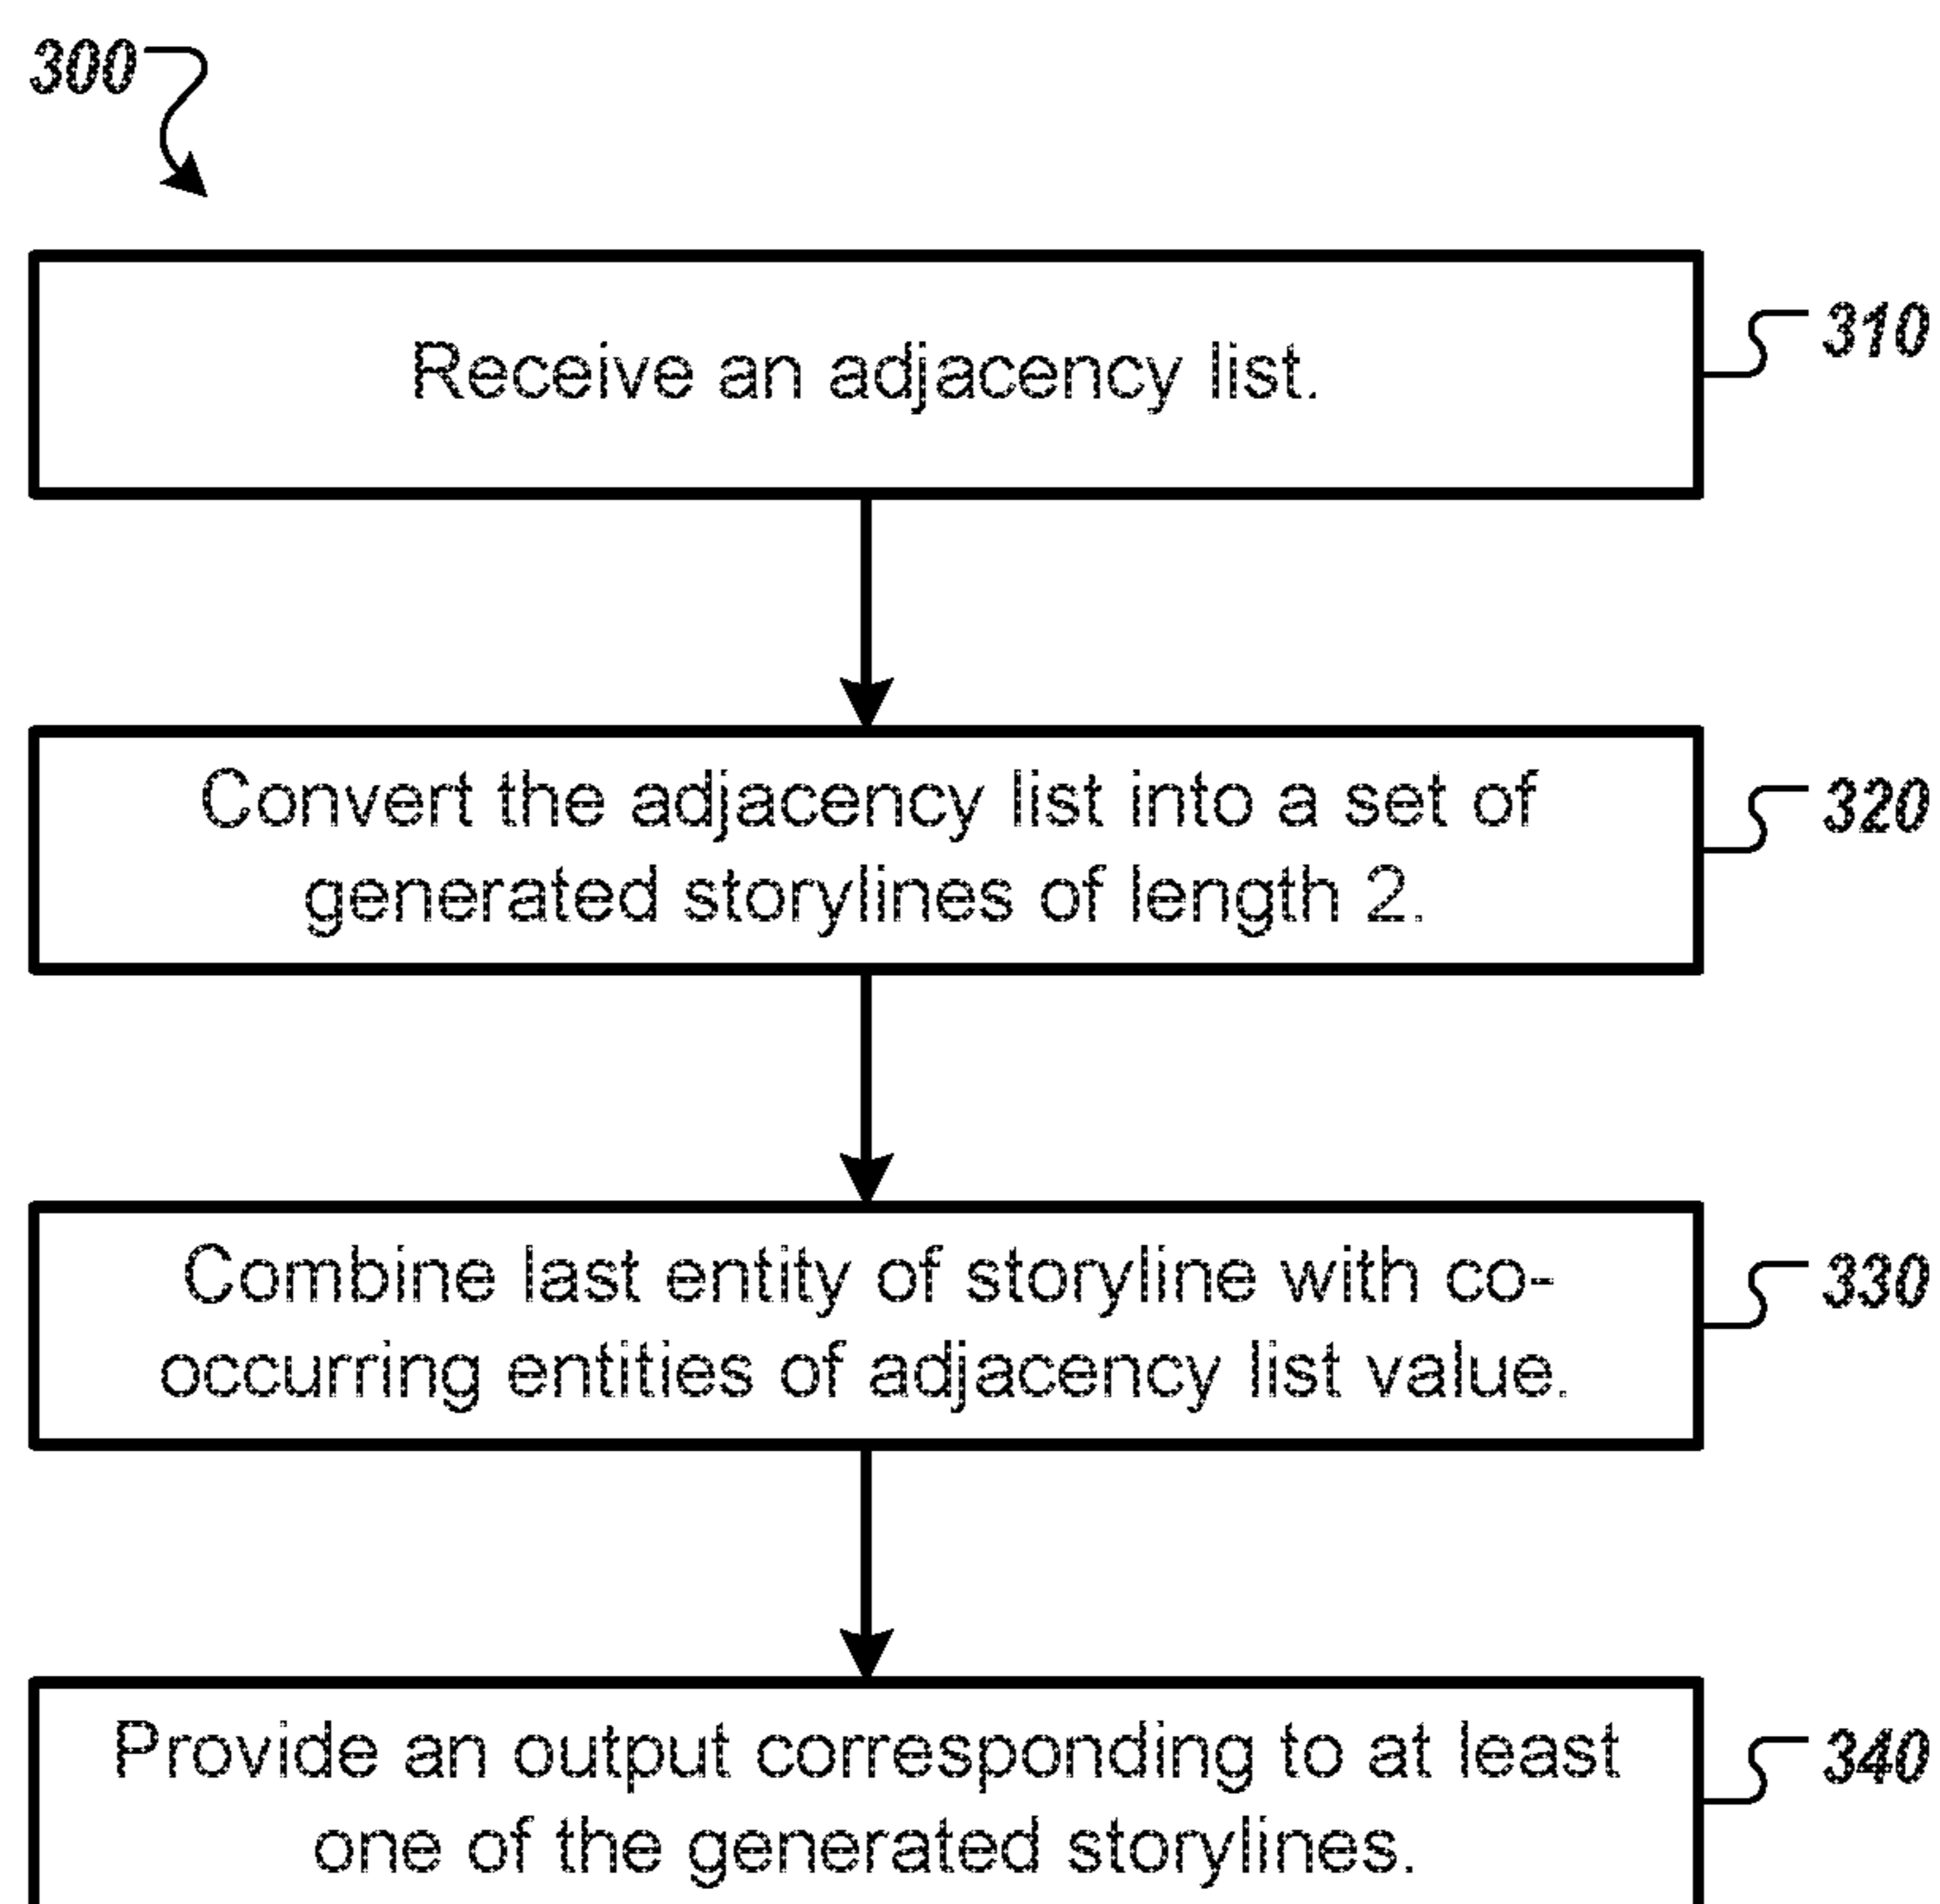 300
Receive an adjacency list.
310
Convert the adjacency list into a set of
generated storylines of length 2.
320
Combine last entity of storyline with co-
occurring entities of adjacency list value.
330
Provide an output corresponding to at least
one of the generated storylines.
340